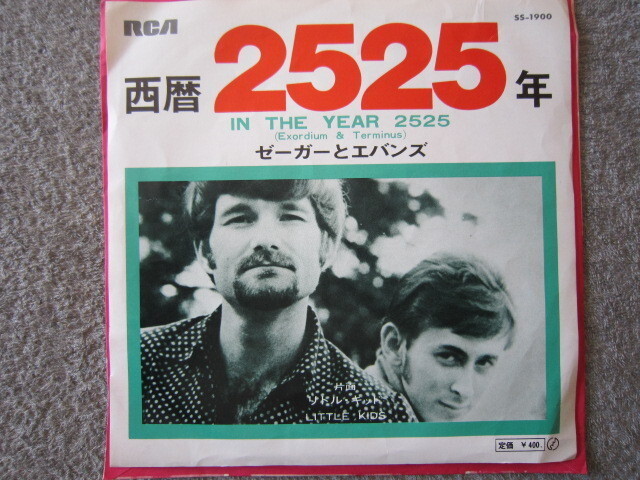 RCA
SS-1900
西暦2525年
IN THE YEAR 2525
(Exordium & Terminus)
ゼーガーとエバンズ
片面
リトル・キッド
LITTLE KIDS
定価 ¥400.